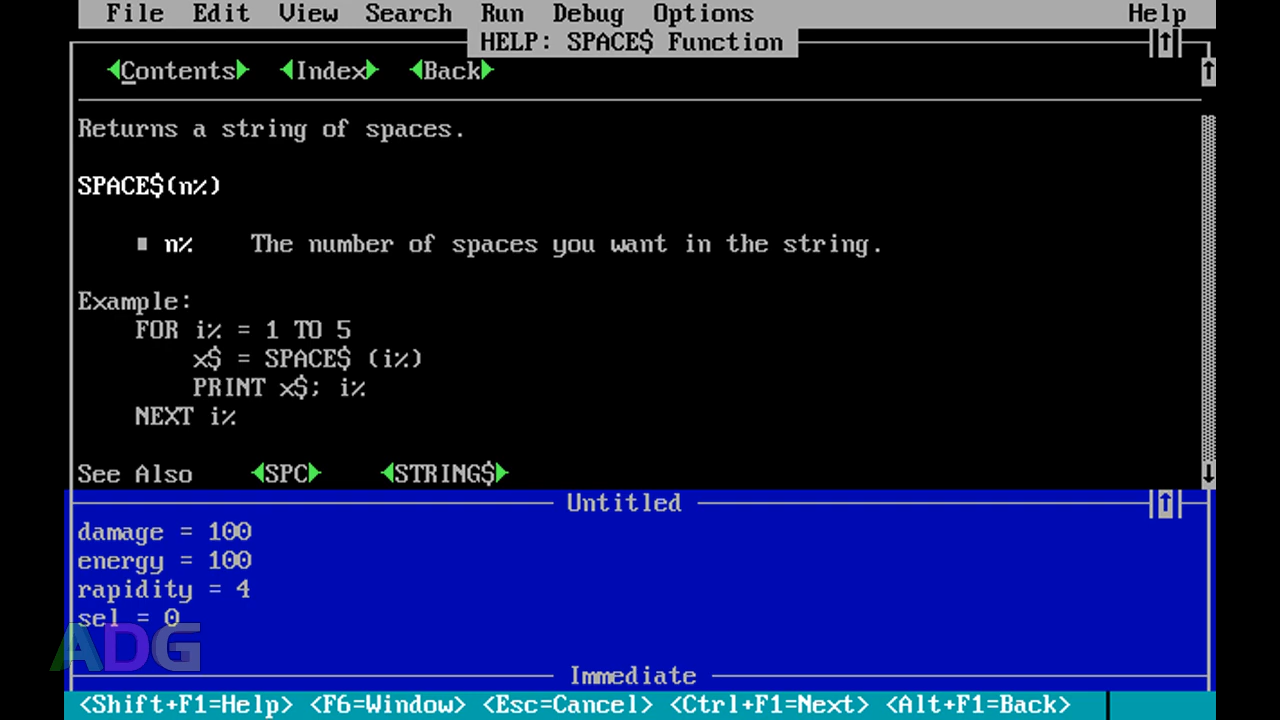 File Edit View Search Run Debug Options Help
HELP: SPACE$ Function
◄Contents► ◄Index► ◄Back►
Returns a string of spaces.
SPACE$(n%)
■ n% The number of spaces you want in the string.
Example:
FOR i% = 1 TO 5
x$ = SPACE$ (i%)
PRINT x$; i%
NEXT i%
See Also ◄SPC► ◄STRING$►
Untitled
damage = 100
energy = 100
rapidity = 4
sel = 0
ADG
Immediate
<Shift+F1=Help> <F6=Window> <Esc=Cancel> <Ctrl+F1=Next> <Alt+F1=Back>